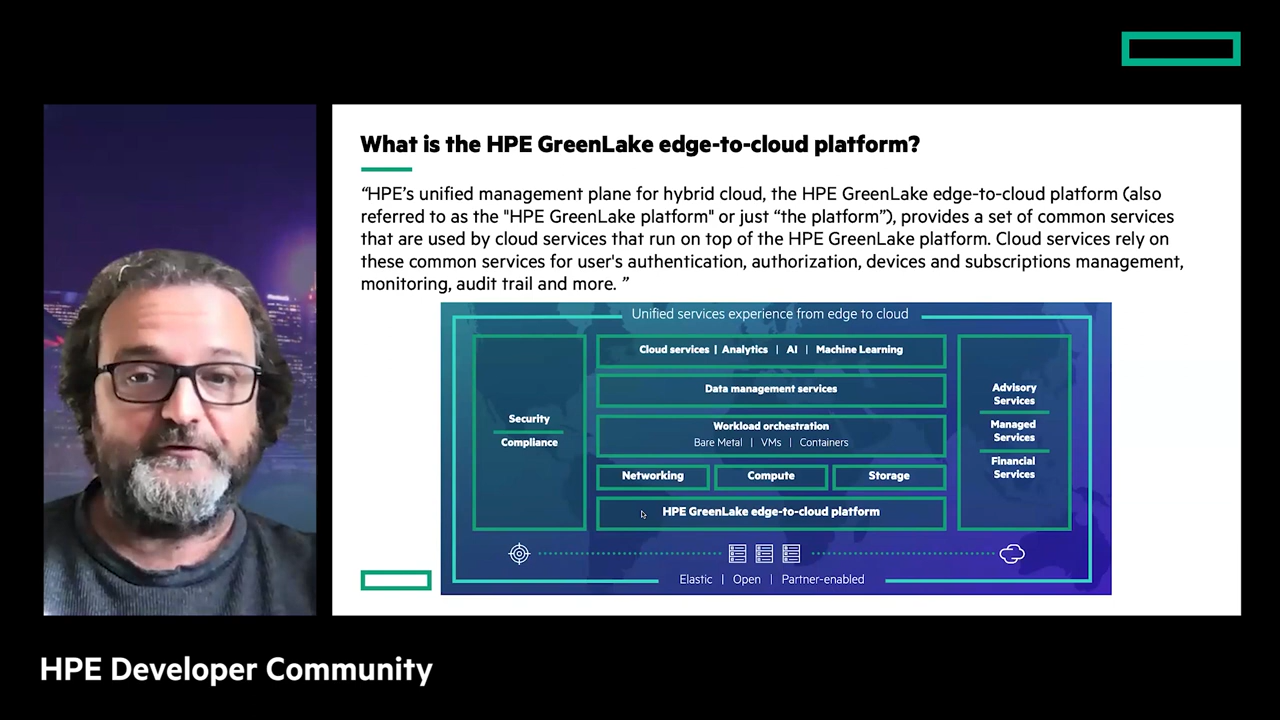 What is the HPE GreenLake edge-to-cloud platform?
“HPE’s unified management plane for hybrid cloud, the HPE GreenLake edge-to-cloud platform (also
referred to as the "HPE GreenLake platform" or just “the platform”), provides a set of common services
that are used by cloud services that run on top of the HPE GreenLake platform. Cloud services rely on
these common services for user's authentication, authorization, devices and subscriptions management,
monitoring, audit trail and more. ”
Unified services experience from edge to cloud
Security
Compliance
Cloud services | Analytics | AI | Machine Learning
Data management services
Workload orchestration
Bare Metal | VMs | Containers
Networking
Compute
Storage
HPE GreenLake edge-to-cloud platform
Advisory
Services
Managed
Services
Financial
Services
Elastic | Open | Partner-enabled
HPE Developer Community